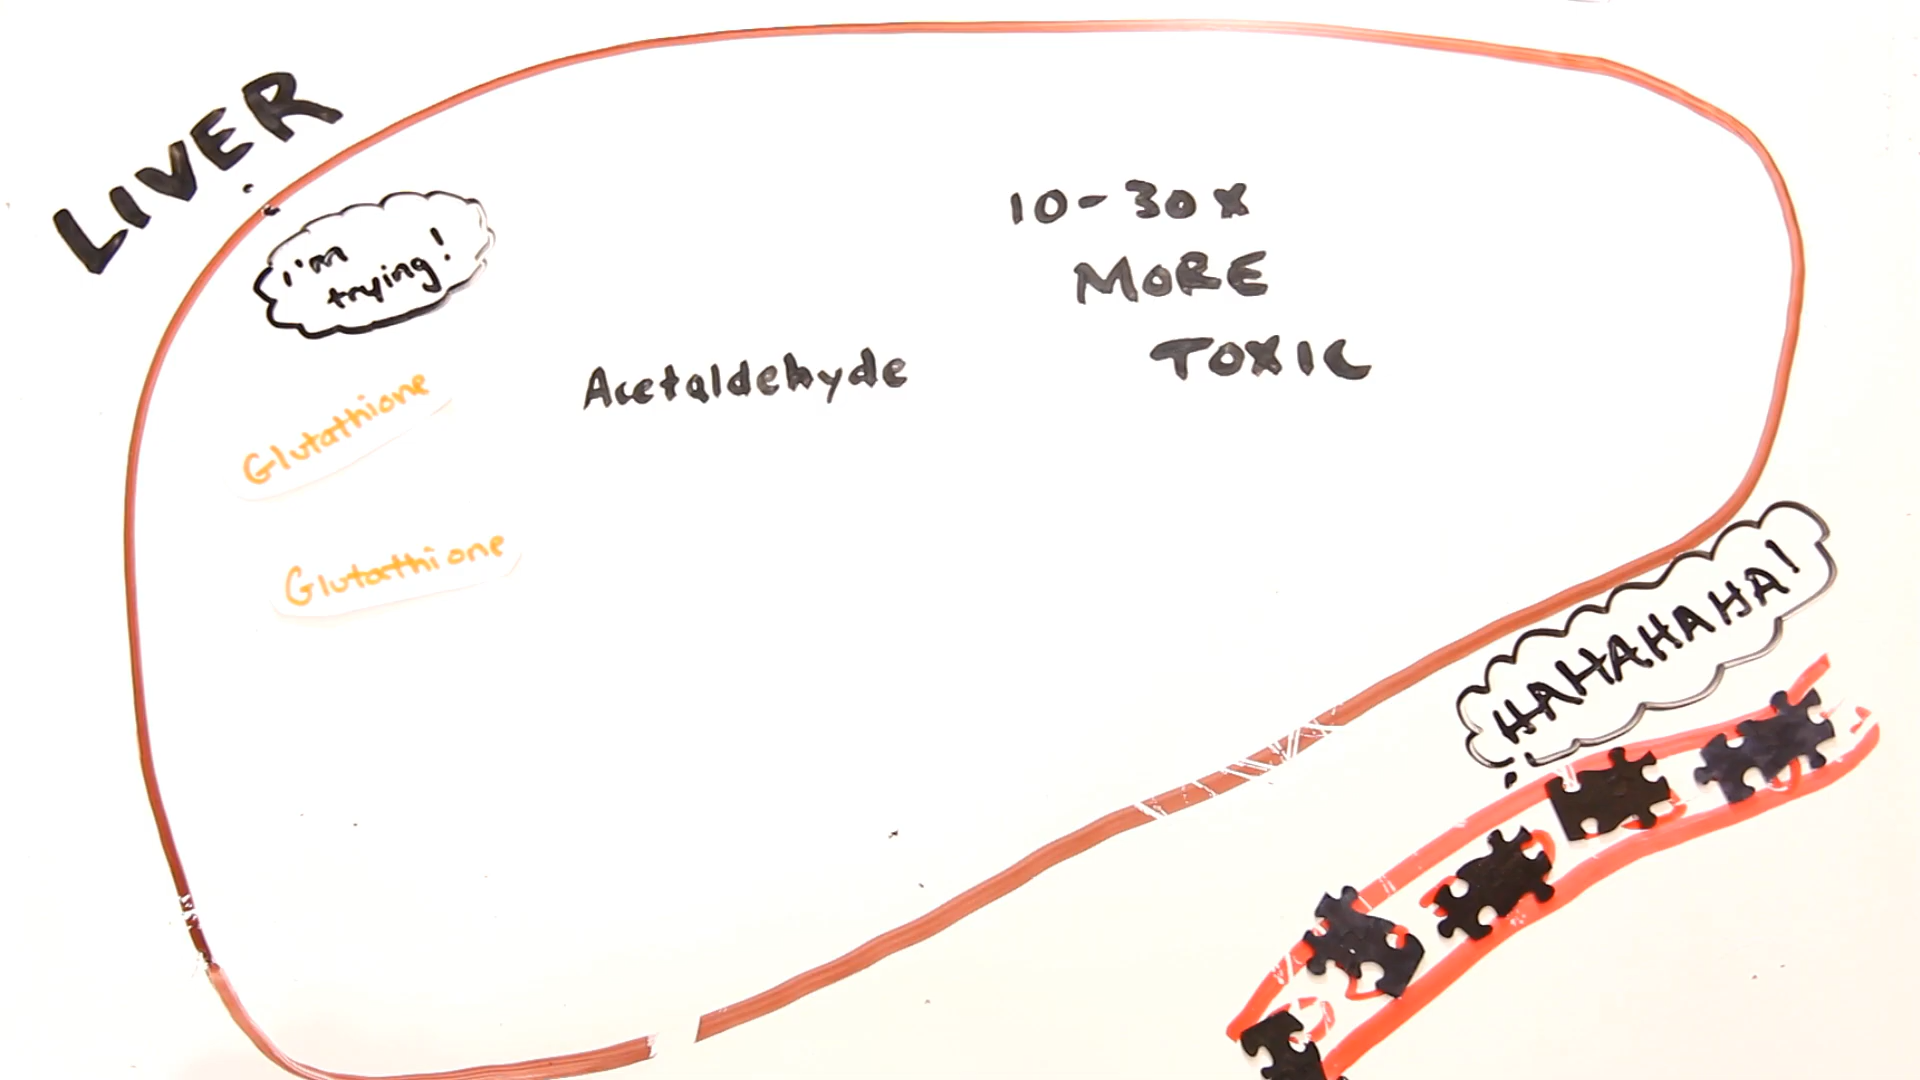 LIVER
I'm
trying!
Glutathione
Glutathione
Acetaldehyde
10-30x
MORE
TOXIC
HAHAHAHA!